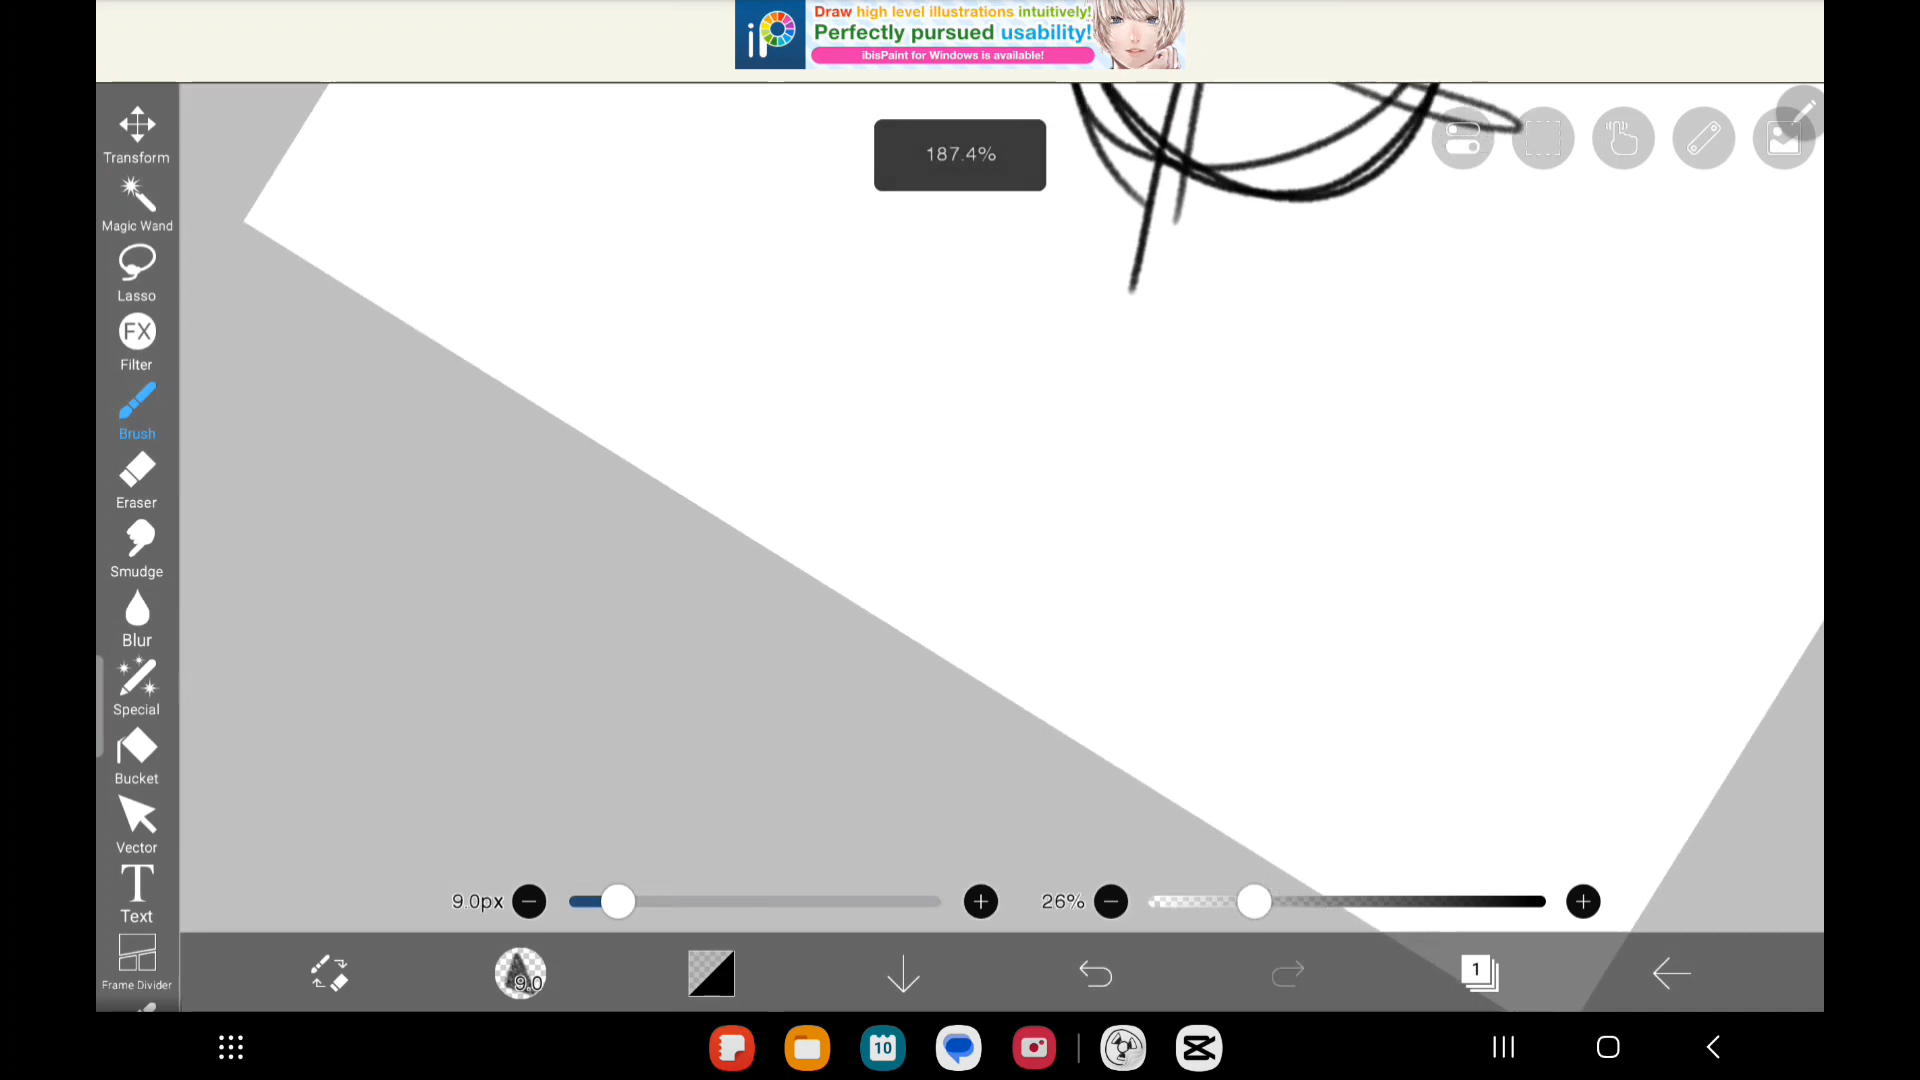 iP
Draw high level illustrations intuitively!
Perfectly pursued usability!
ibisPaint for Windows is available!
187.4%
Transform
Magic Wand
Lasso
FX
Filter
Brush
Eraser
Smudge
Blur
Special
Bucket
Vector
T
Text
Frame Divider
9.0px
26%
9.0
1
10